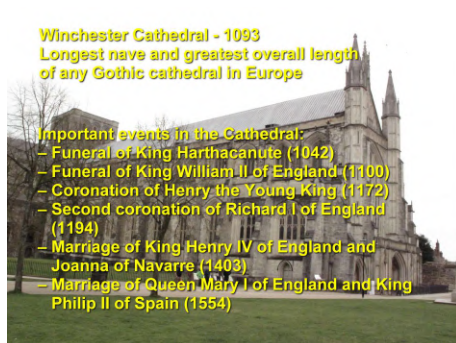 Winchester Cathedral - 1093
Longest nave and greatest overall length
of any Gothic cathedral in Europe
Important events in the Cathedral:
– Funeral of King Harthacanute (1042)
– Funeral of King William II of England (1100)
– Coronation of Henry the Young King (1172)
– Second coronation of Richard I of England
(1194)
– Marriage of King Henry IV of England and
Joanna of Navarre (1403)
– Marriage of Queen Mary I of England and King
Philip II of Spain (1554)